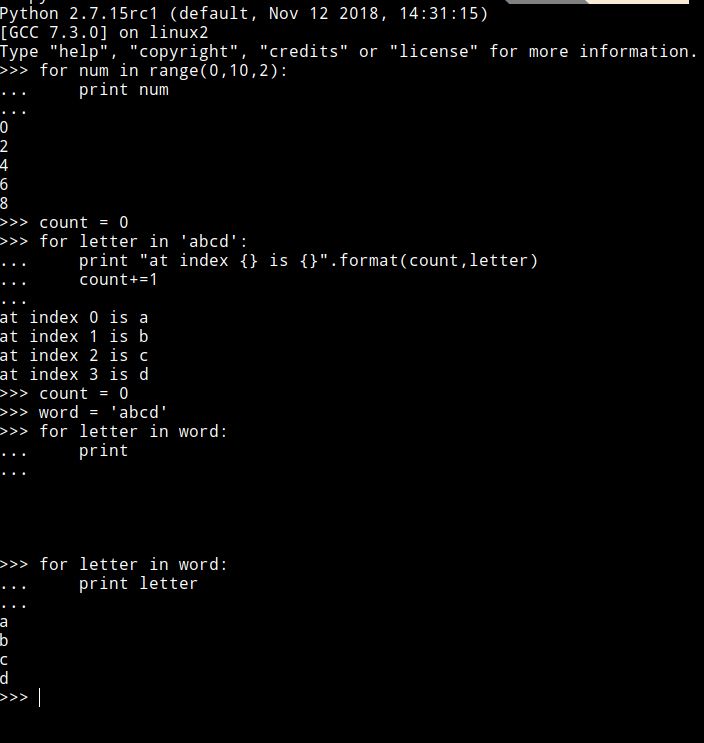 Python 2.7.15rc1 (default, Nov 12 2018, 14:31:15)
[GCC 7.3.0] on linux2
Type "help", "copyright", "credits" or "license" for more information.
>>> for num in range(0,10,2):
...     print num
...
0
2
4
6
8
>>> count = 0
>>> for letter in 'abcd':
...     print "at index {} is {}".format(count,letter)
...     count+=1
...
at index 0 is a
at index 1 is b
at index 2 is c
at index 3 is d
>>> count = 0
>>> word = 'abcd'
>>> for letter in word:
...     print
...
>>> for letter in word:
...     print letter
...
a
b
c
d
>>>